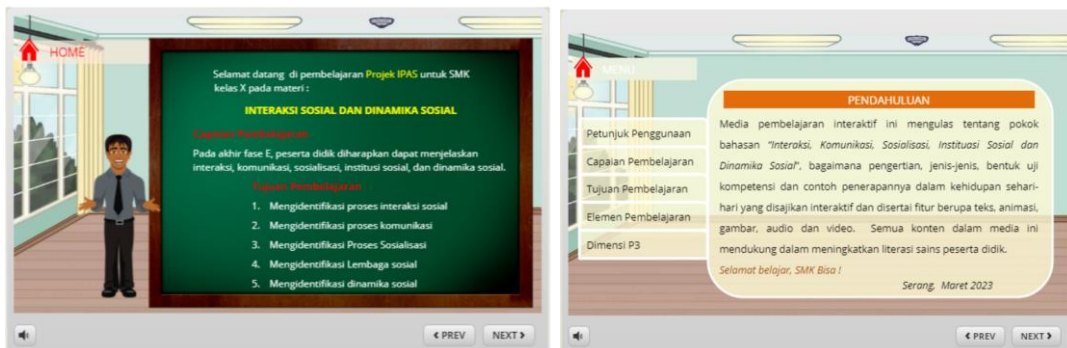 HOME
Selamat datang di pembelajaran Projek IPAS untuk SMK
kelas X pada materi :
INTERAKSI SOSIAL DAN DINAMIKA SOSIAL
Capaian Pembelajaran
Pada akhir fase E, peserta didik diharapkan dapat menjelaskan
interaksi, komunikasi, sosialisasi, institusi sosial, dan dinamika sosial.
Tujuan Pembelajaran
1. Mengidentifikasi proses interaksi sosial
2. Mengidentifikasi proses komunikasi
3. Mengidentifikasi Proses Sosialisasi
4. Mengidentifikasi Lembaga sosial
5. Mengidentifikasi dinamika sosial
PREV
NEXT
MENU
Petunjuk Penggunaan
Capaian Pembelajaran
Tujuan Pembelajaran
Elemen Pembelajaran
Dimensi P3
PENDAHULUAN
Media pembelajaran interaktif ini mengulas tentang pokok
bahasan "Interaksi, Komunikasi, Sosialisasi, Instituasi Sosial dan
Dinamika Sosial", bagaimana pengertian, jenis-jenis, bentuk uji
kompetensi dan contoh penerapannya dalam kehidupan sehari-
hari yang disajikan interaktif dan disertai fitur berupa teks, animasi,
gambar, audio dan video. Semua konten dalam media ini
mendukung dalam meningkatkan literasi sains peserta didik.
Selamat belajar, SMK Bisa !
Serang, Maret 2023
PREV
NEXT